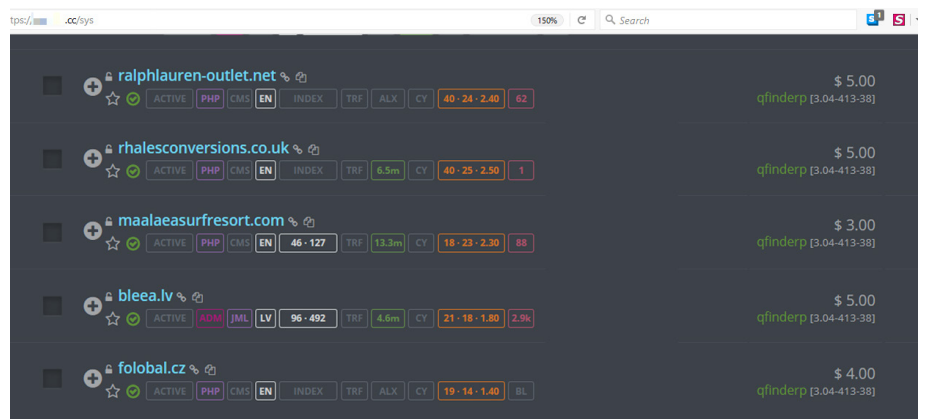 tps:// .cc/sys 150% Search S 1 S
ralphlauren-outlet.net $ 5.00
ACTIVE PHP CMS EN INDEX TRF ALX CY 40 · 24 · 2.40 62 qfinderp [3.04-413-38]
rhalesconversions.co.uk $ 5.00
ACTIVE PHP CMS EN INDEX TRF 6.5m CY 40 · 25 · 2.50 1 qfinderp [3.04-413-38]
maalaeasurfresort.com $ 3.00
ACTIVE PHP CMS EN 46 · 127 TRF 13.3m CY 18 · 23 · 2.30 88 qfinderp [3.04-413-38]
bleea.lv $ 5.00
ACTIVE ADM JML LV 96 · 492 TRF 4.6m CY 21 · 18 · 1.80 2.9k qfinderp [3.04-413-38]
folobal.cz $ 4.00
ACTIVE PHP CMS EN INDEX TRF ALX CY 19 · 14 · 1.40 BL qfinderp [3.04-413-38]